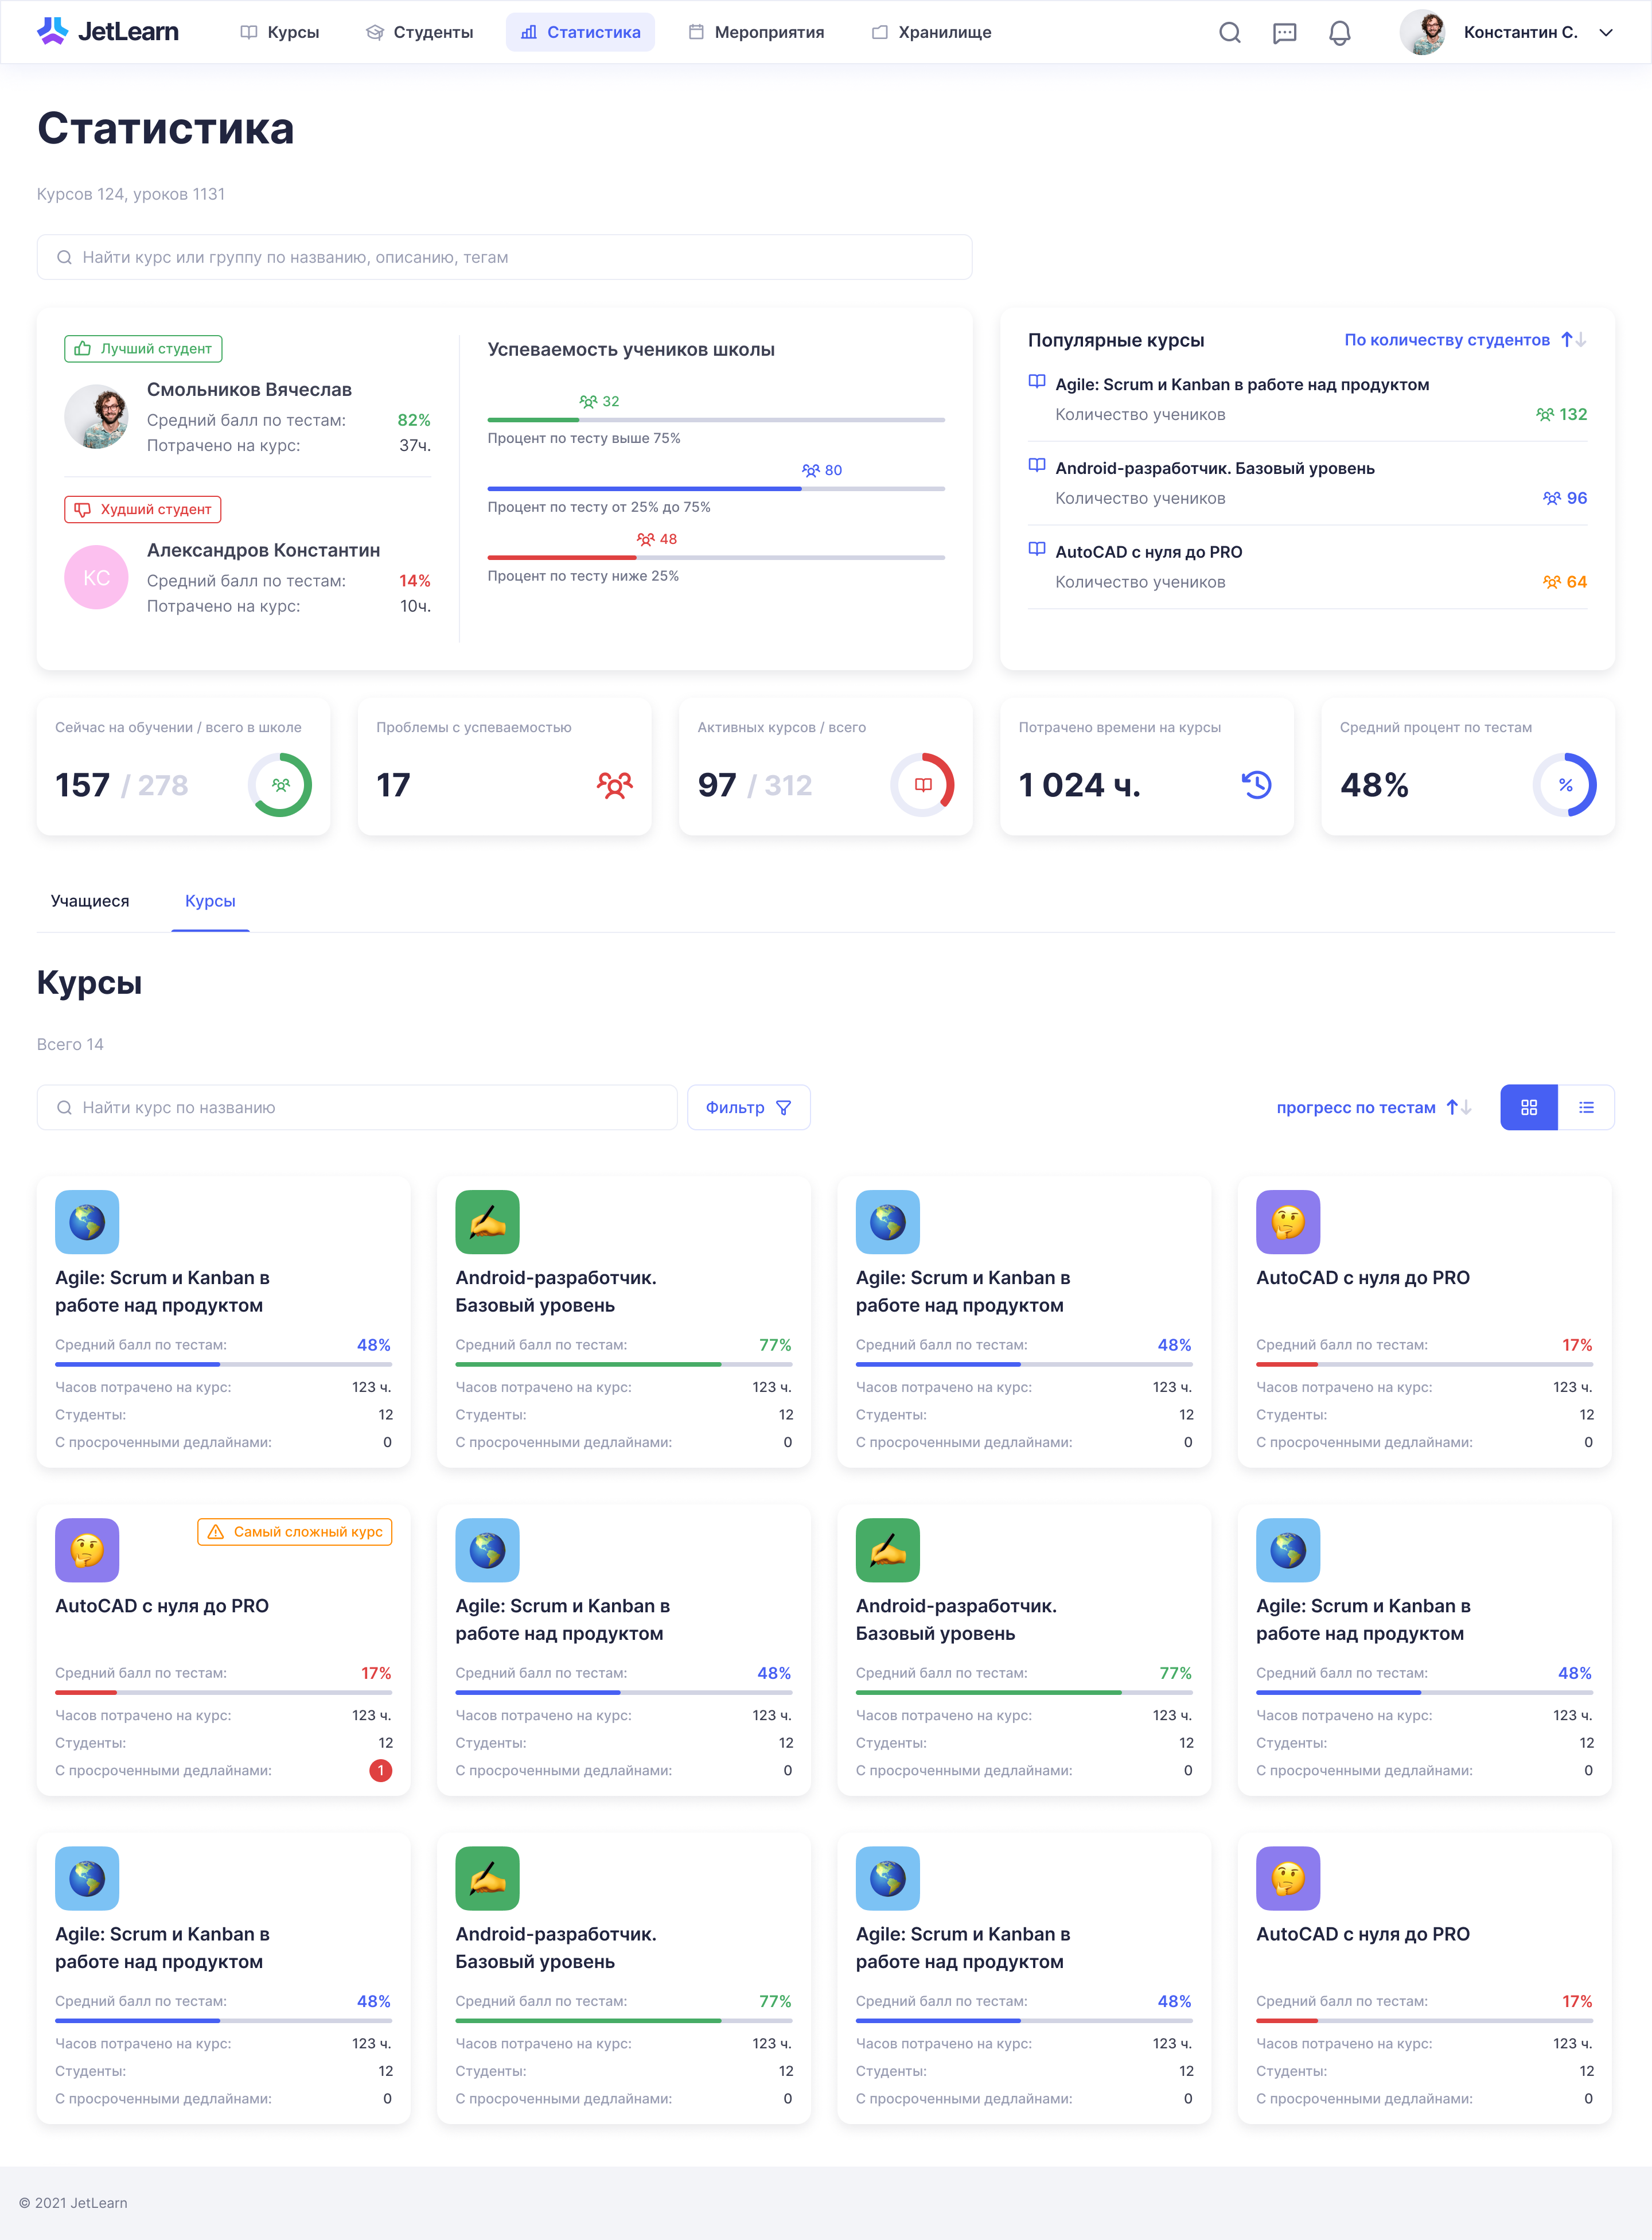 JetLearn
Курсы
Студенты
Статистика
Мероприятия
Хранилище
Константин С.
Статистика
Курсов 124, уроков 1131
Найти курс или группу по названию, описанию, тегам
Лучший студент
Смольников Вячеслав
Средний балл по тестам: 82%
Потрачено на курс: 37ч.
Худший студент
КС
Александров Константин
Средний балл по тестам: 14%
Потрачено на курс: 10ч.
Успеваемость учеников школы
32
Процент по тесту выше 75%
80
Процент по тесту от 25% до 75%
48
Процент по тесту ниже 25%
Популярные курсы
По количеству студентов
Agile: Scrum и Kanban в работе над продуктом
Количество учеников 132
Android-разработчик. Базовый уровень
Количество учеников 96
AutoCAD с нуля до PRO
Количество учеников 64
Сейчас на обучении / всего в школе
157 / 278
Проблемы с успеваемостью
17
Активных курсов / всего
97 / 312
Потрачено времени на курсы
1 024 ч.
Средний процент по тестам
48%
%
Учащиеся
Курсы
Курсы
Всего 14
Найти курс по названию
Фильтр
прогресс по тестам
Agile: Scrum и Kanban в
работе над продуктом
Средний балл по тестам: 48%
Часов потрачено на курс: 123 ч.
Студенты: 12
С просроченными дедлайнами: 0
Android-разработчик.
Базовый уровень
Средний балл по тестам: 77%
Часов потрачено на курс: 123 ч.
Студенты: 12
С просроченными дедлайнами: 0
Agile: Scrum и Kanban в
работе над продуктом
Средний балл по тестам: 48%
Часов потрачено на курс: 123 ч.
Студенты: 12
С просроченными дедлайнами: 0
AutoCAD с нуля до PRO
Средний балл по тестам: 17%
Часов потрачено на курс: 123 ч.
Студенты: 12
С просроченными дедлайнами: 0
Самый сложный курс
AutoCAD с нуля до PRO
Средний балл по тестам: 17%
Часов потрачено на курс: 123 ч.
Студенты: 12
С просроченными дедлайнами: 1
Agile: Scrum и Kanban в
работе над продуктом
Средний балл по тестам: 48%
Часов потрачено на курс: 123 ч.
Студенты: 12
С просроченными дедлайнами: 0
Android-разработчик.
Базовый уровень
Средний балл по тестам: 77%
Часов потрачено на курс: 123 ч.
Студенты: 12
С просроченными дедлайнами: 0
Agile: Scrum и Kanban в
работе над продуктом
Средний балл по тестам: 48%
Часов потрачено на курс: 123 ч.
Студенты: 12
С просроченными дедлайнами: 0
Agile: Scrum и Kanban в
работе над продуктом
Средний балл по тестам: 48%
Часов потрачено на курс: 123 ч.
Студенты: 12
С просроченными дедлайнами: 0
Android-разработчик.
Базовый уровень
Средний балл по тестам: 77%
Часов потрачено на курс: 123 ч.
Студенты: 12
С просроченными дедлайнами: 0
Agile: Scrum и Kanban в
работе над продуктом
Средний балл по тестам: 48%
Часов потрачено на курс: 123 ч.
Студенты: 12
С просроченными дедлайнами: 0
AutoCAD с нуля до PRO
Средний балл по тестам: 17%
Часов потрачено на курс: 123 ч.
Студенты: 12
С просроченными дедлайнами: 0
© 2021 JetLearn